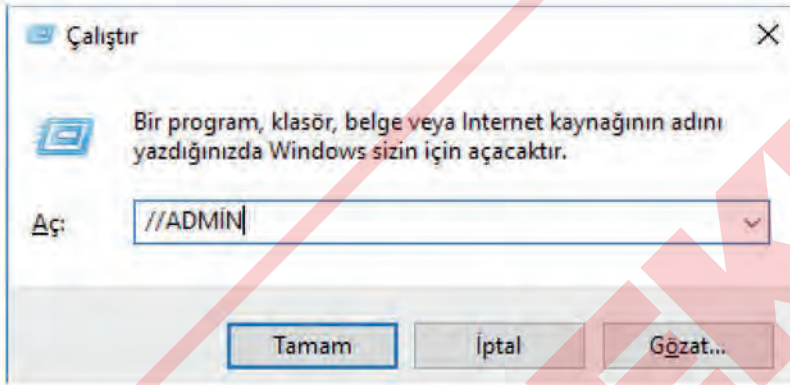 Çalıştır
Bir program, klasör, belge veya Internet kaynağının adını
yazdığınızda Windows sizin için açacaktır.
Aç: //ADMİN
Tamam İptal Gözat...